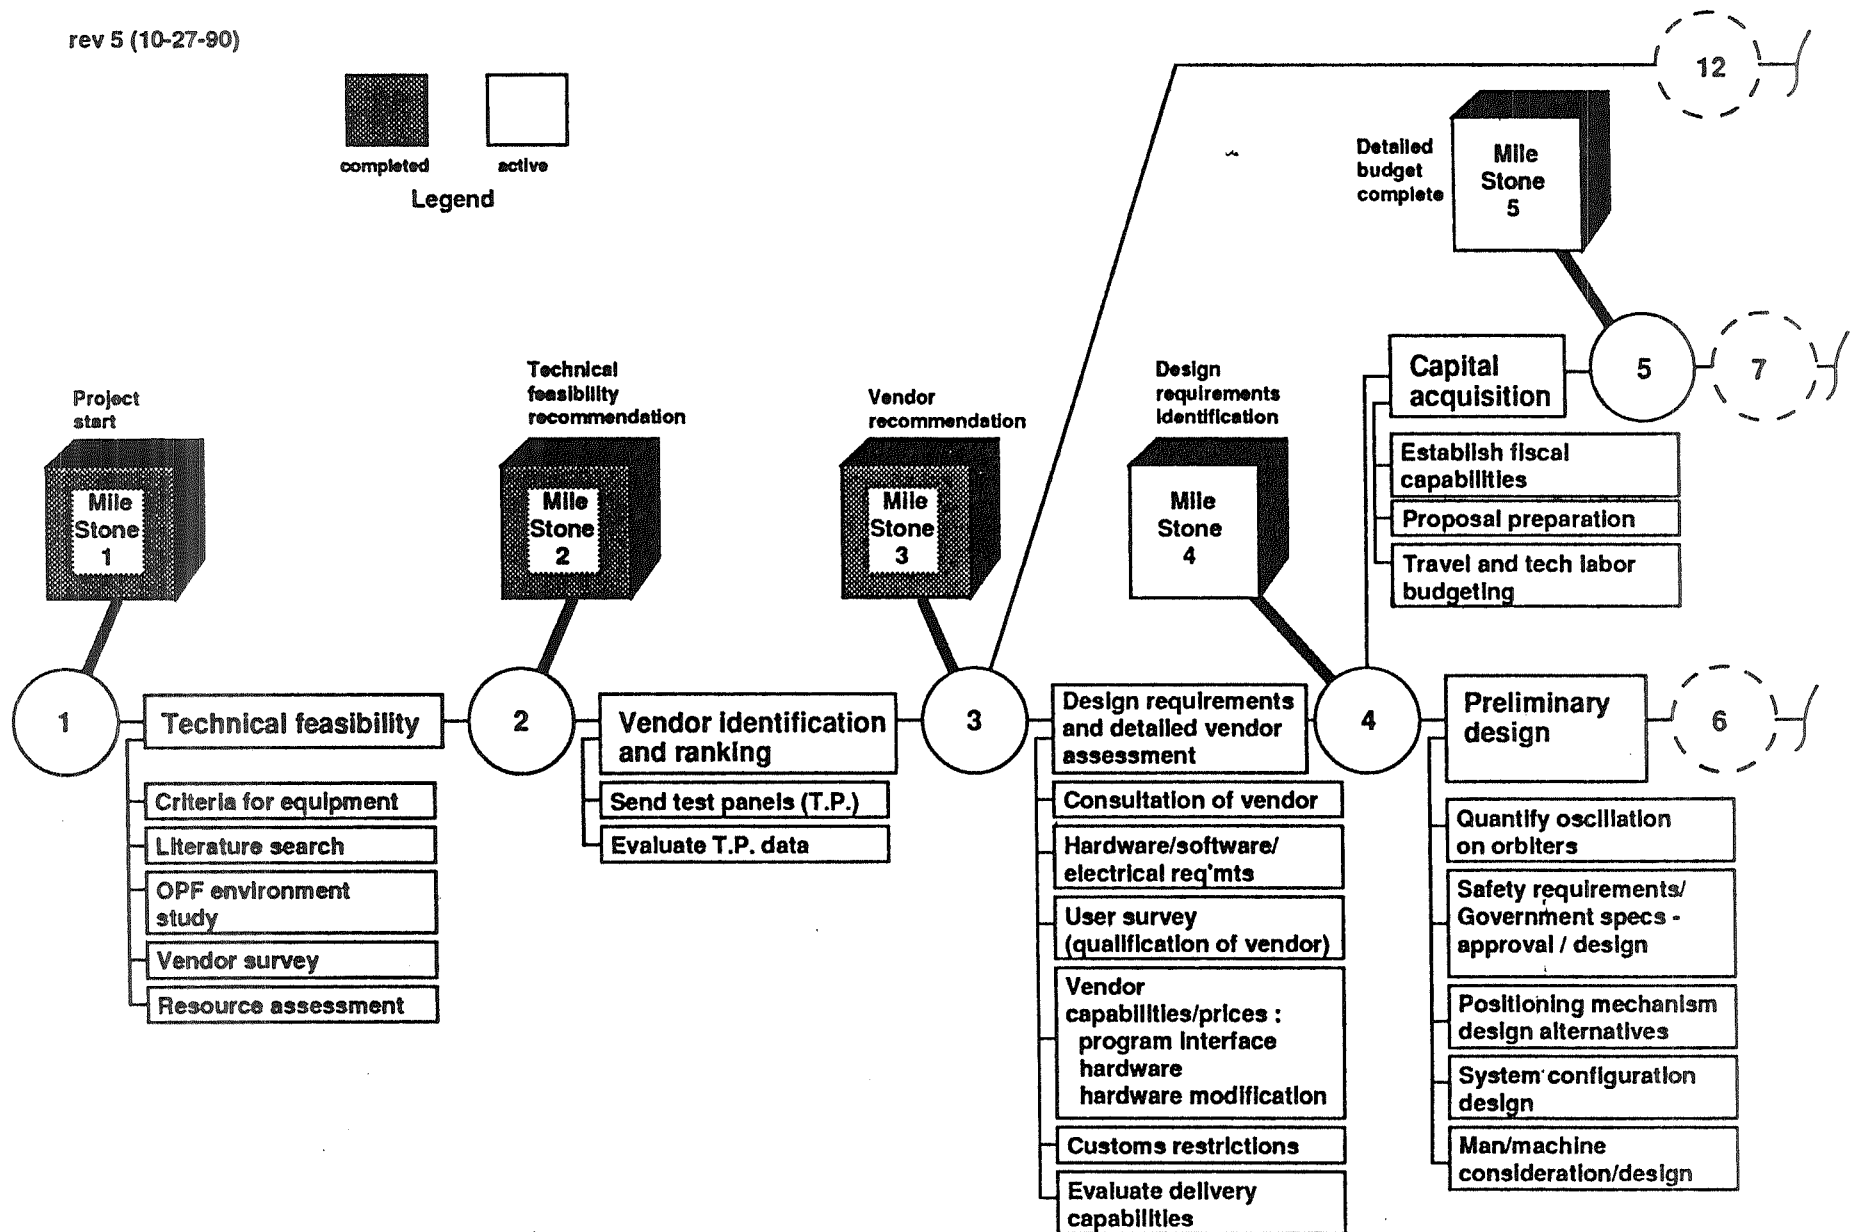 rev 5 (10-27-90)
completed
active
Legend
12
Detailed
budget
complete
Mile
Stone
5
Project
start
Mile
Stone
1
Technical
feasibility
recommendation
Mile
Stone
2
Vendor
recommendation
Mile
Stone
3
Design
requirements
identification
Mile
Stone
4
Capital
acquisition
5
7
Establish fiscal
capabilities
Proposal preparation
Travel and tech labor
budgeting
1
Technical feasibility
Criteria for equipment
Literature search
OPF environment
study
Vendor survey
Resource assessment
2
Vendor identification
and ranking
Send test panels (T.P.)
Evaluate T.P. data
3
Design requirements
and detailed vendor
assessment
Consultation of vendor
Hardware/software/
electrical req'mts
User survey
(qualification of vendor)
Vendor
capabilities/prices :
program interface
hardware
hardware modification
Customs restrictions
Evaluate delivery
capabilities
4
Preliminary
design
6
Quantify oscillation
on orbiters
Safety requirements/
Government specs -
approval / design
Positioning mechanism
design alternatives
System configuration
design
Man/machine
consideration/design